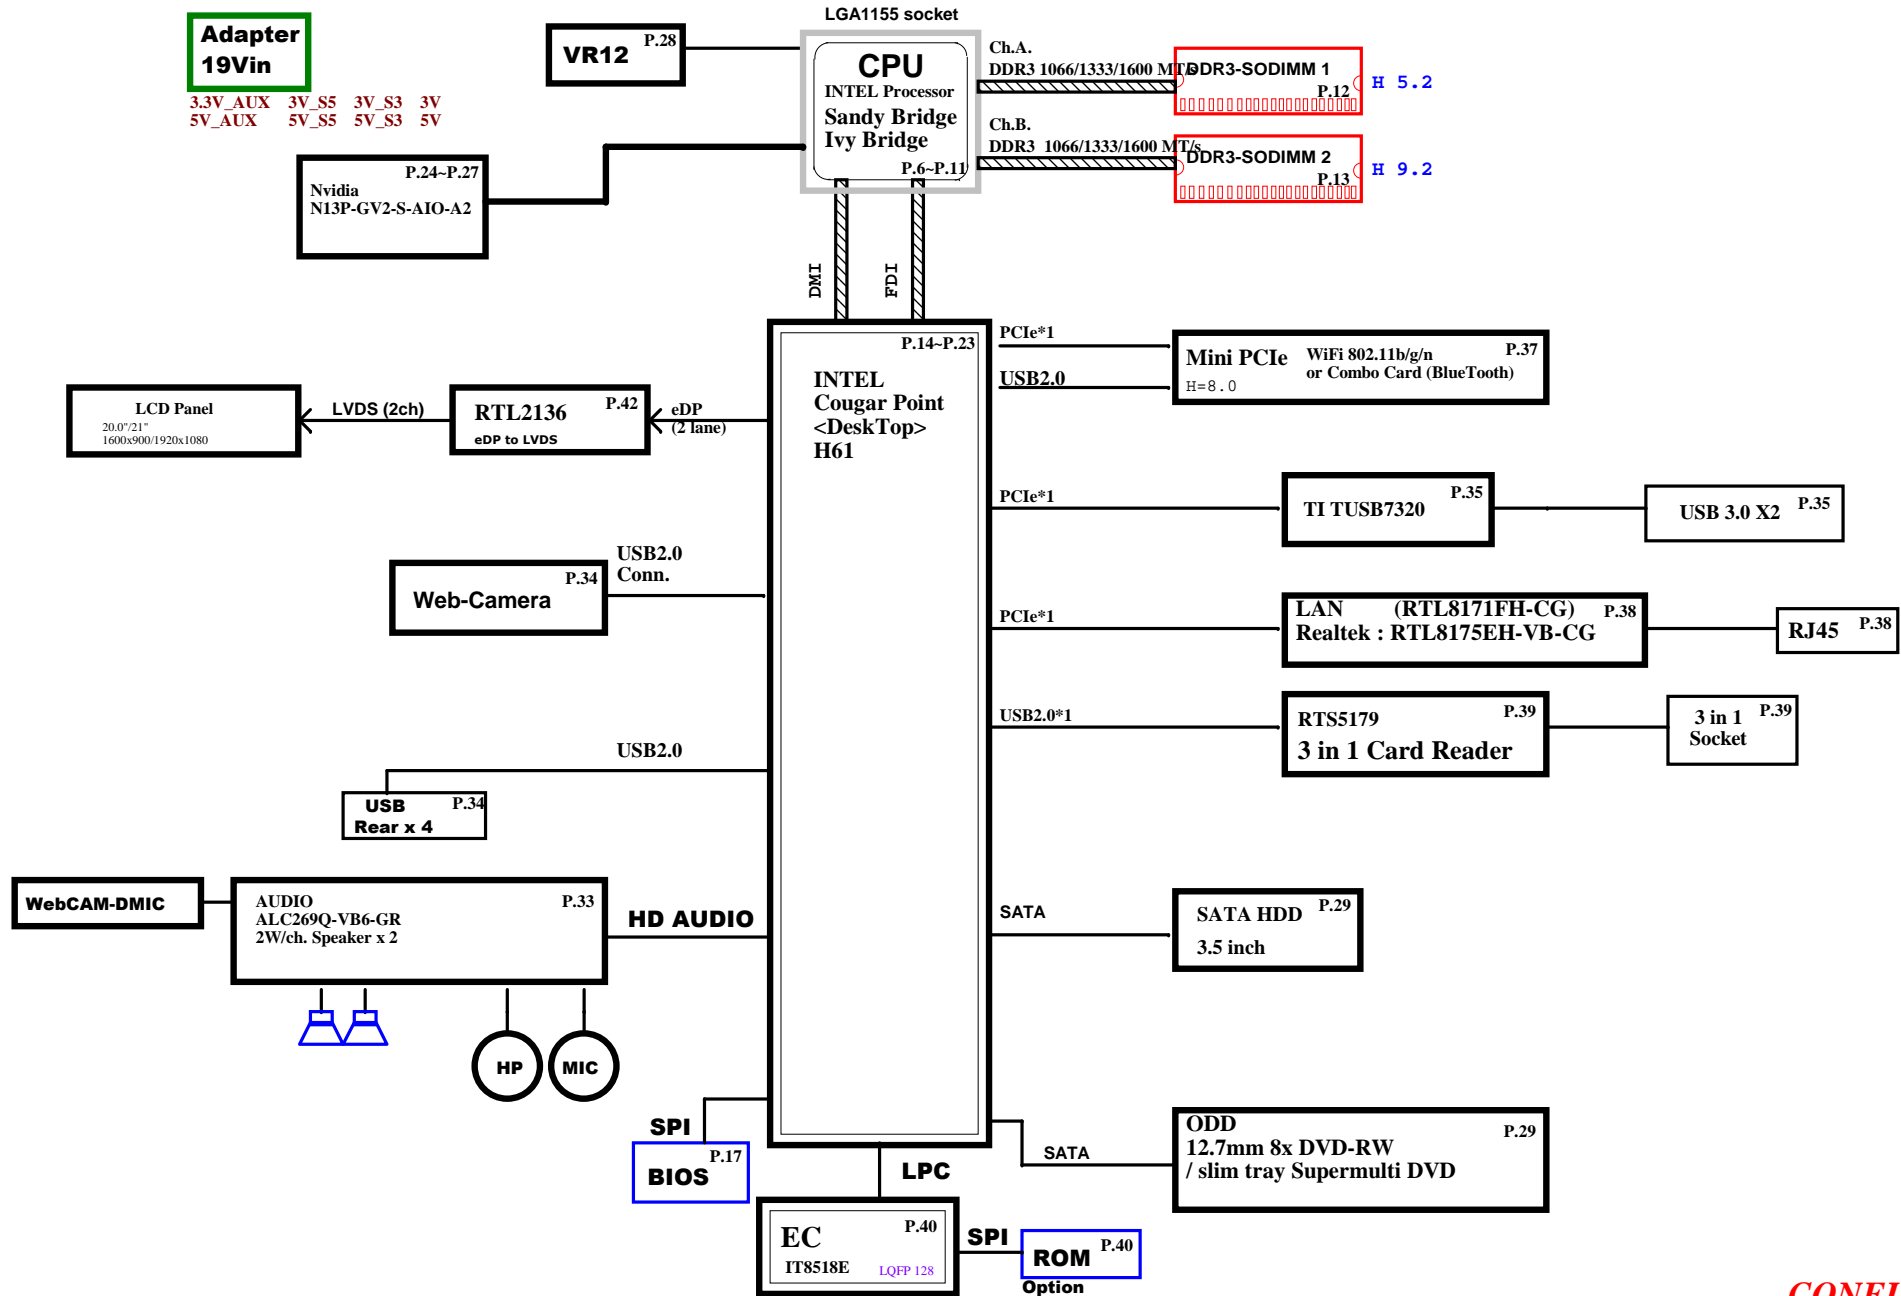 LGA1155 socket
Adapter
19Vin
3.3V_AUX 3V_S5 3V_S3 3V
5V_AUX 5V_S5 5V_S3 5V
VR12 P.28
CPU
INTEL Processor
Sandy Bridge
Ivy Bridge
P.6~P.11
Ch.A.
DDR3 1066/1333/1600 MT/s
DDR3-SODIMM 1
P.12
H 5.2
Ch.B.
DDR3 1066/1333/1600 MT/s
DDR3-SODIMM 2
P.13
H 9.2
P.24~P.27
Nvidia
N13P-GV2-S-AIO-A2
DMI
FDI
P.14~P.23
INTEL
Cougar Point
<DeskTop>
H61
PCIe*1
USB2.0
Mini PCIe WiFi 802.11b/g/n P.37
or Combo Card (BlueTooth)
H=8.0
LCD Panel
20.0"/21"
1600x900/1920x1080
LVDS (2ch)
RTL2136 P.42
eDP to LVDS
eDP
(2 lane)
PCIe*1
TI TUSB7320 P.35
USB 3.0 X2 P.35
USB2.0
Conn.
Web-Camera P.34
PCIe*1
LAN (RTL8171FH-CG) P.38
Realtek : RTL8175EH-VB-CG
RJ45 P.38
USB2.0*1
RTS5179 P.39
3 in 1 Card Reader
3 in 1 P.39
Socket
USB2.0
USB P.34
Rear x 4
WebCAM-DMIC
AUDIO P.33
ALC269Q-VB6-GR
2W/ch. Speaker x 2
HD AUDIO
HP
MIC
SATA
SATA HDD P.29
3.5 inch
SPI
BIOS P.17
LPC
SATA
ODD P.29
12.7mm 8x DVD-RW
/ slim tray Supermulti DVD
EC P.40
IT8518E LQFP 128
SPI
ROM P.40
Option